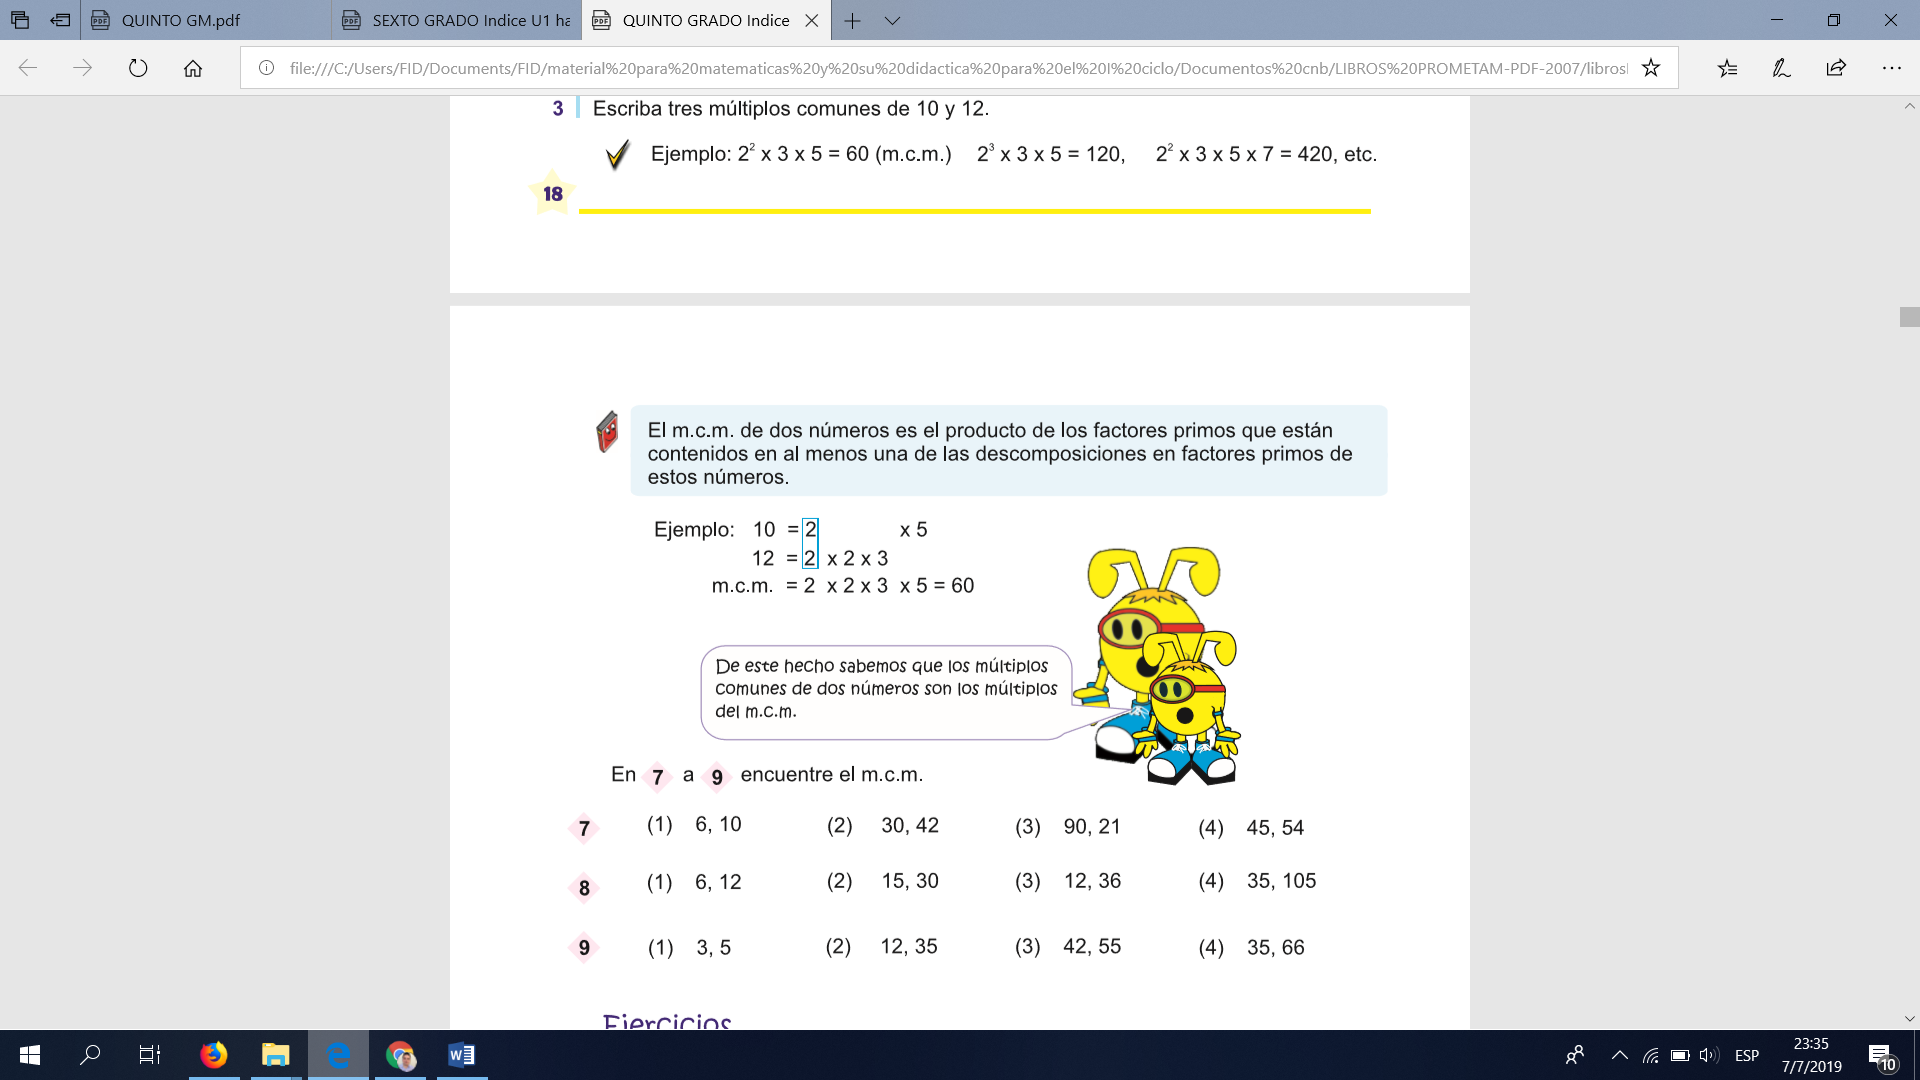 QUINTO GM.pdf
SEXTO GRADO Indice U1 ha
QUINTO GRADO Indice
file:///C:/Users/FID/Documents/FID/material%20para%20matematicas%20y%20su%20didactica%20para%20el%20I%20ciclo/Documentos%20cnb/LIBROS%20PROMETAM-PDF-2007/libros
3 Escriba tres múltiplos comunes de 10 y 12.
Ejemplo: 2² x 3 x 5 = 60 (m.c.m.) 2³ x 3 x 5 = 120, 2² x 3 x 5 x 7 = 420, etc.
18
El m.c.m. de dos números es el producto de los factores primos que están
contenidos en al menos una de las descomposiciones en factores primos de
estos números.
Ejemplo: 10 = 2 x 5
12 = 2 x 2 x 3
m.c.m. = 2 x 2 x 3 x 5 = 60
De este hecho sabemos que los múltiplos
comunes de dos números son los múltiplos
del m.c.m.
En 7 a 9 encuentre el m.c.m.
7 (1) 6, 10 (2) 30, 42 (3) 90, 21 (4) 45, 54
8 (1) 6, 12 (2) 15, 30 (3) 12, 36 (4) 35, 105
9 (1) 3, 5 (2) 12, 35 (3) 42, 55 (4) 35, 66
Ejercicios
ESP
23:35
7/7/2019
10